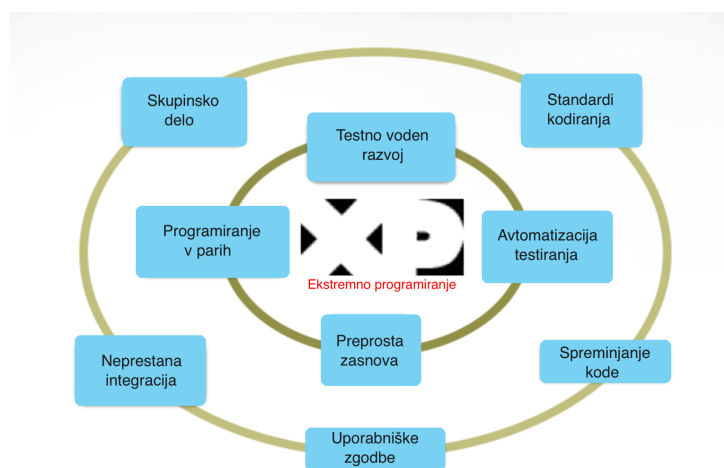 Skupinsko
delo
Standardi
kodiranja
Testno voden
razvoj
Programiranje
v parih
XP
Ekstremno programiranje
Avtomatizacija
testiranja
Preprosta
zasnova
Neprestana
integracija
Spreminjanje
kode
Uporabniške
zgodbe